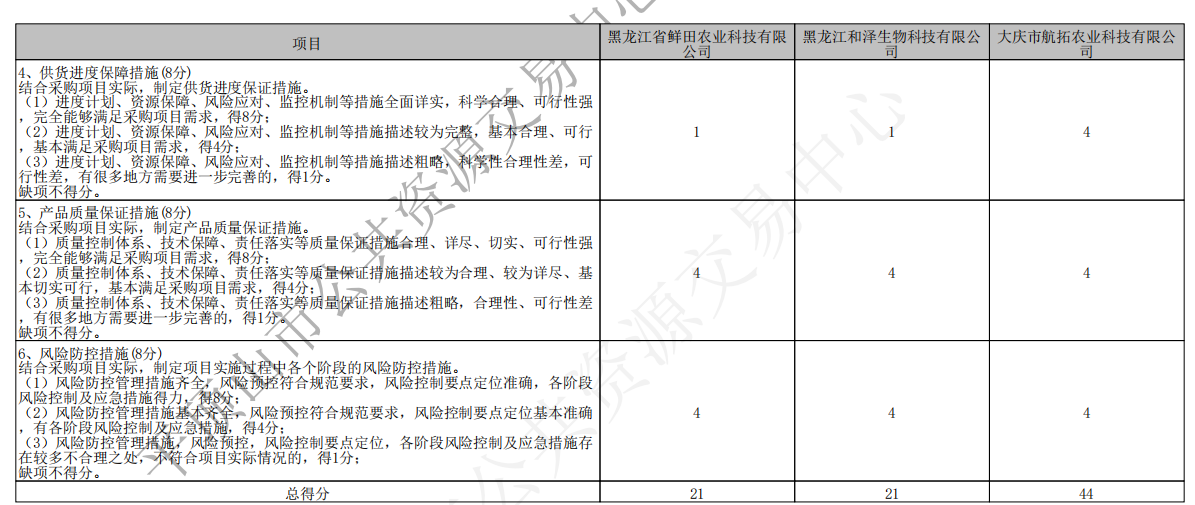 项目
黑龙江省鲜田农业科技有限
公司
黑龙江和泽生物科技有限公
司
大庆市航拓农业科技有限公
司
4、供货进度保障措施(8分)
结合采购项目实际，制定供货进度保证措施。
（1）进度计划、资源保障、风险应对、监控机制等措施全面详实，科学合理、可行性强
，完全能够满足采购项目需求，得8分；
（2）进度计划、资源保障、风险应对、监控机制等措施描述较为完整，基本合理、可行
，基本满足采购项目需求，得4分；
（3）进度计划、资源保障、风险应对、监控机制等措施描述粗略，科学性合理性差，可
行性差，有很多地方需要进一步完善的，得1分。
缺项不得分。
1
1
4
5、产品质量保证措施(8分)
结合采购项目实际，制定产品质量保证措施。
（1）质量控制体系、技术保障、责任落实等质量保证措施合理、详尽、切实、可行性强
，完全能够满足采购项目需求，得8分；
（2）质量控制体系、技术保障、责任落实等质量保证措施描述较为合理、较为详尽、基
本切实可行，基本满足采购项目需求，得4分；
（3）质量控制体系、技术保障、责任落实等质量保证措施描述粗略，合理性、可行性差
，有很多地方需要进一步完善的，得1分。
缺项不得分。
4
4
4
6、风险防控措施(8分)
结合采购项目实际，制定项目实施过程中各个阶段的风险防控措施。
（1）风险防控管理措施齐全，风险预控符合规范要求，风险控制要点定位准确，各阶段
风险控制及应急措施得力，得8分；
（2）风险防控管理措施基本齐全，风险预控符合规范要求，风险控制要点定位基本准确
，有各阶段风险控制及应急措施，得4分；
（3）风险防控管理措施，风险预控，风险控制要点定位，各阶段风险控制及应急措施存
在较多不合理之处，不符合项目实际情况的，得1分；
缺项不得分。
4
4
4
总得分
21
21
44
平顶山市公共资源交易中心
公共资源交易中心